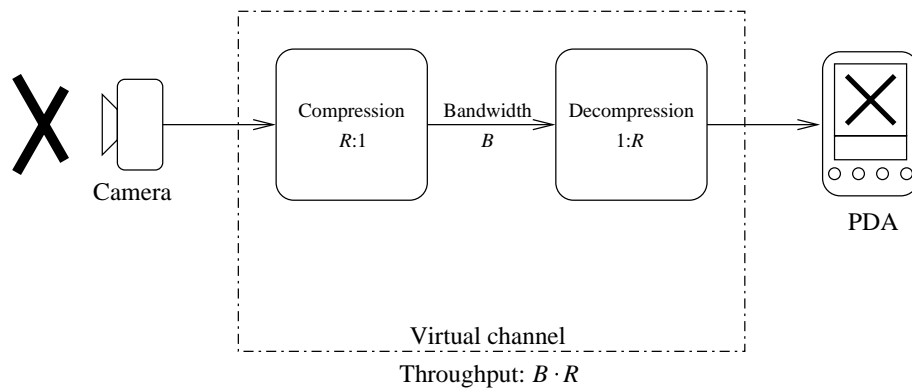 Camera
Compression
R:1
Bandwidth
B
Decompression
1:R
PDA
Virtual channel
Throughput: B · R